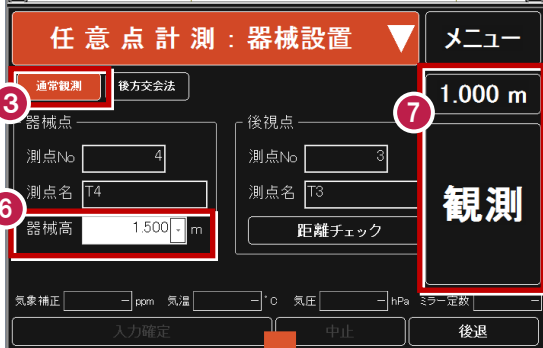 任意点計測：器械設置 ▼
メニュー
3
通常観測
後方交会法
7
1.000 m
器械点
後視点
測点No 4
測点No 3
測点名 T4
測点名 T3
観測
6
器械高 1.500 m
距離チェック
気象補正 - ppm 気温 - °C 気圧 - hPa ミラー定数 -
入力確定
中止
後退